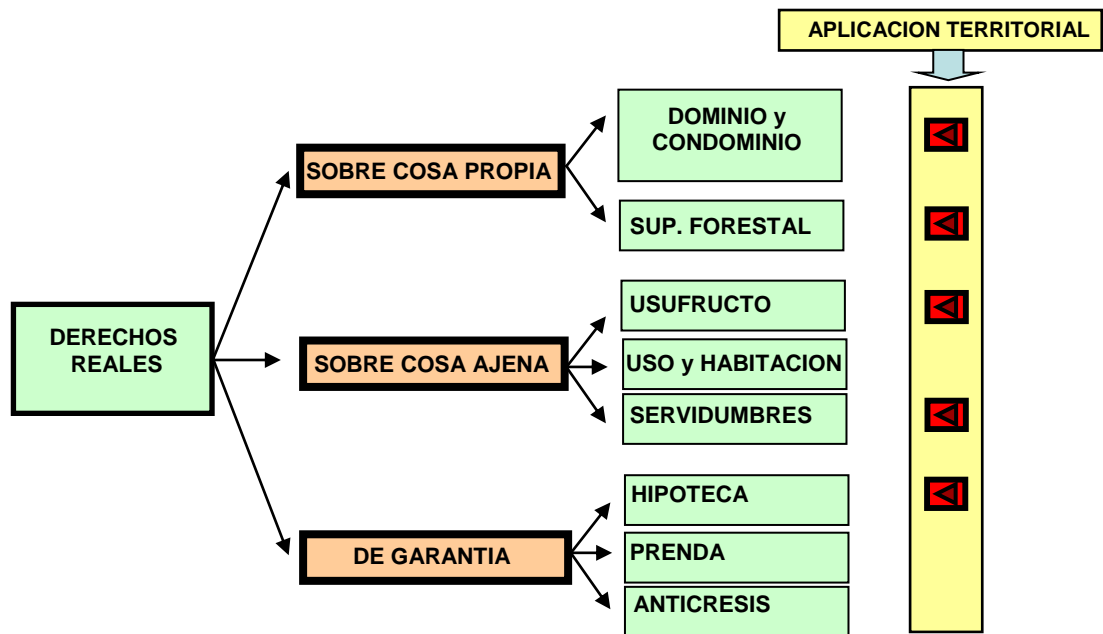 APLICACION TERRITORIAL
DOMINIO y
CONDOMINIO
SOBRE COSA PROPIA
SUP. FORESTAL
USUFRUCTO
DERECHOS
REALES
SOBRE COSA AJENA
USO y HABITACION
SERVIDUMBRES
HIPOTECA
DE GARANTIA
PRENDA
ANTICRESIS